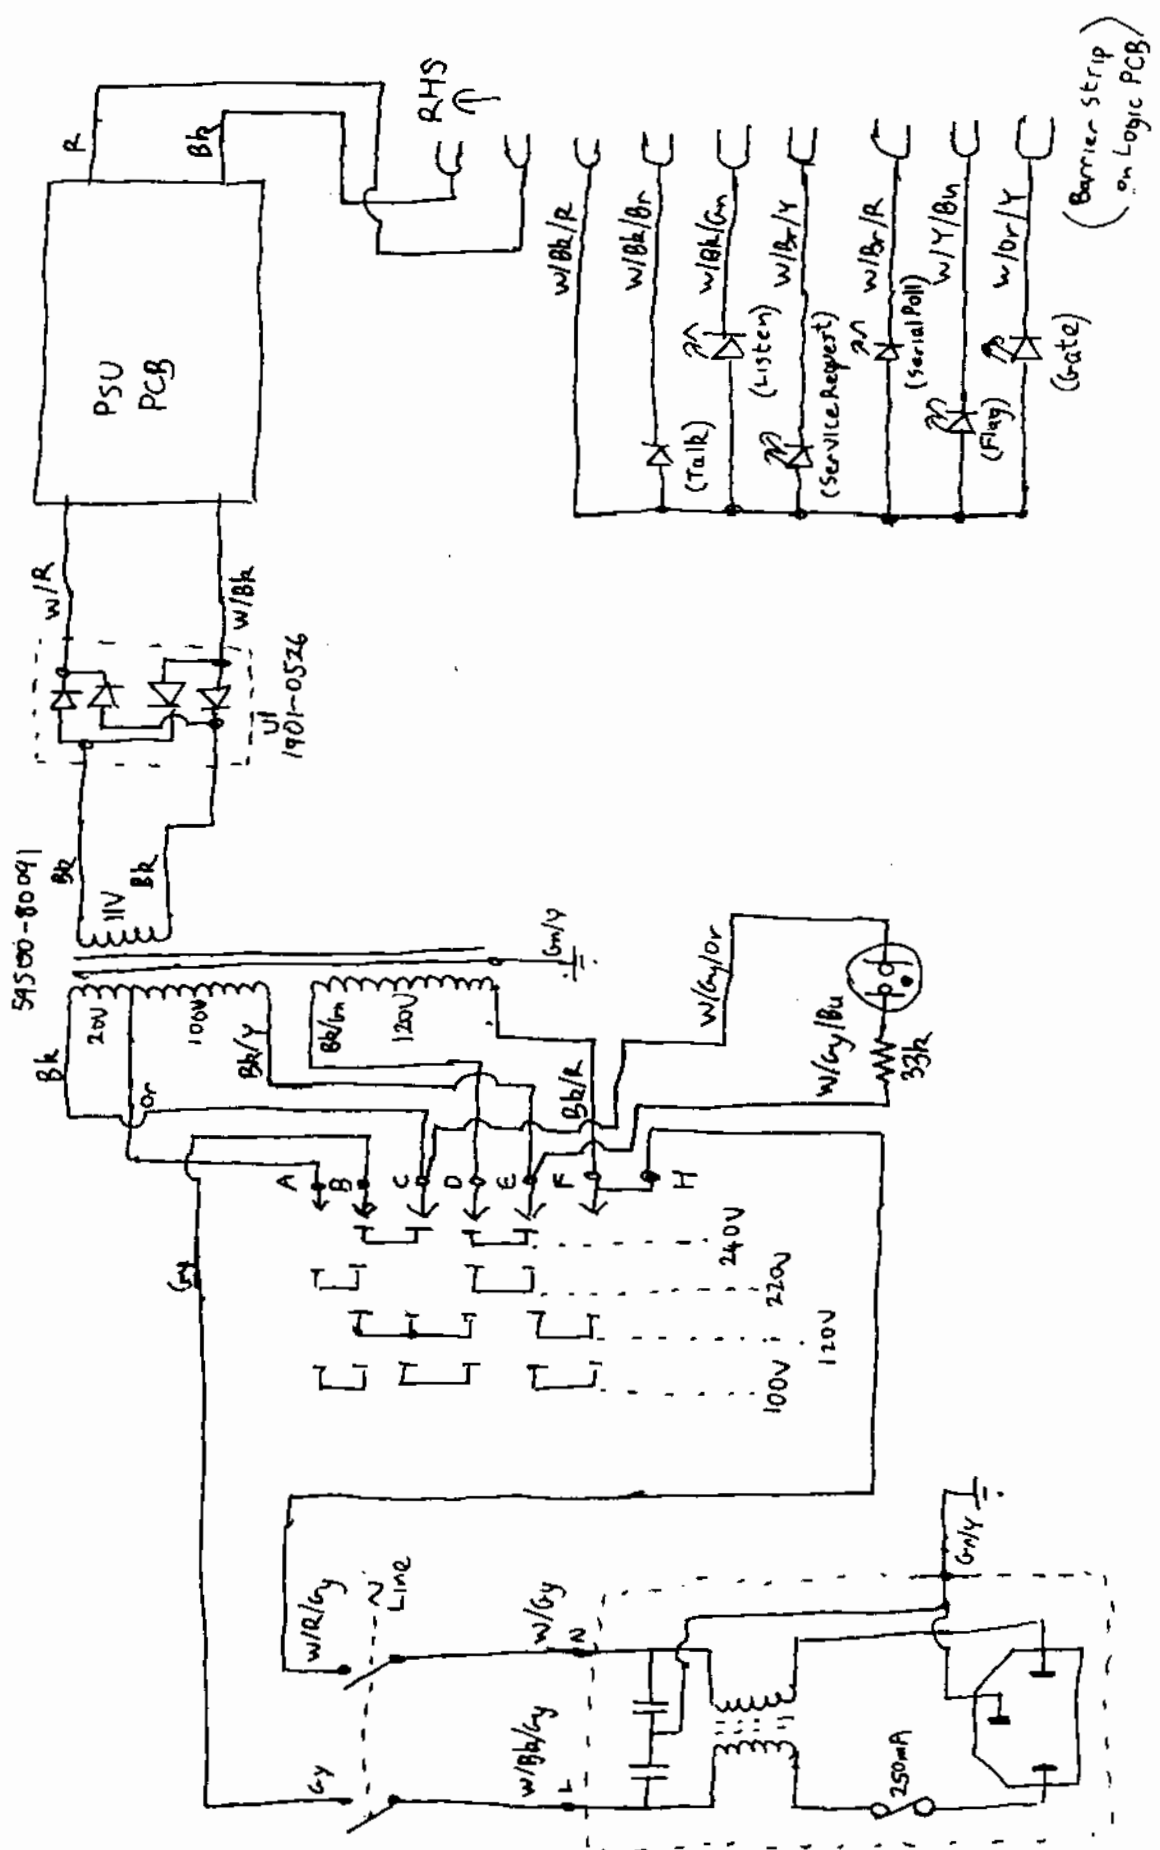 R
Bk
RHS
PSU
PCB
W/R
W/Bk
U1
1901-0526
59500-80091
Bk
Bk
11V
20V
100V
120V
Bk
Or
Bk/Y
Bk/Gn
Bk/R
Gn/Y
W/Gy/Or
W/Gy/Bu
33k
A
B
C
D
E
F
H
240V
220V
120V
100V
Gy
W/R/Gy
Gy
~
Line
W/Gy
N
W/Bk/Gy
L
Gn/Y
250mA
W/Bk/R
W/Bk/Br
(Talk)
W/Bk/Gn
(Listen)
W/Br/Y
(Service Request)
W/Br/R
(Serial Poll)
W/Y/Bu
(Flag)
W/Or/Y
(Gate)
(Barrier strip
on Logic PCB)